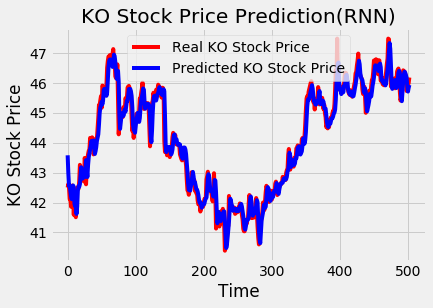 KO Stock Price Prediction(RNN)
Real KO Stock Price
Predicted KO Stock Price
KO Stock Price
47
46
45
44
43
42
41
0 100 200 300 400 500
Time